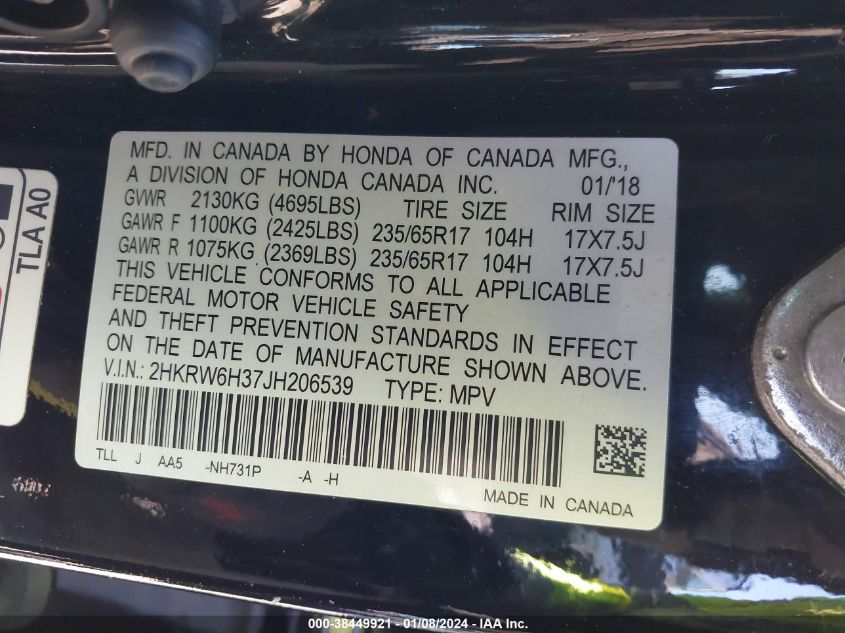 MFD. IN CANADA BY HONDA OF CANADA MFG.,
A DIVISION OF HONDA CANADA INC. 01/'18
GVWR 2130KG (4695LBS) TIRE SIZE RIM SIZE
GAWR F 1100KG (2425LBS) 235/65R17 104H 17X7.5J
GAWR R 1075KG (2369LBS) 235/65R17 104H 17X7.5J
THIS VEHICLE CONFORMS TO ALL APPLICABLE
FEDERAL MOTOR VEHICLE SAFETY
AND THEFT PREVENTION STANDARDS IN EFFECT
ON THE DATE OF MANUFACTURE SHOWN ABOVE.
V.I.N.: 2HKRW6H37JH206539 TYPE: MPV
TLL J AA5 -NH731P -A -H
MADE IN CANADA
TLA A0
000-38449921 - 01/08/2024 - IAA Inc.